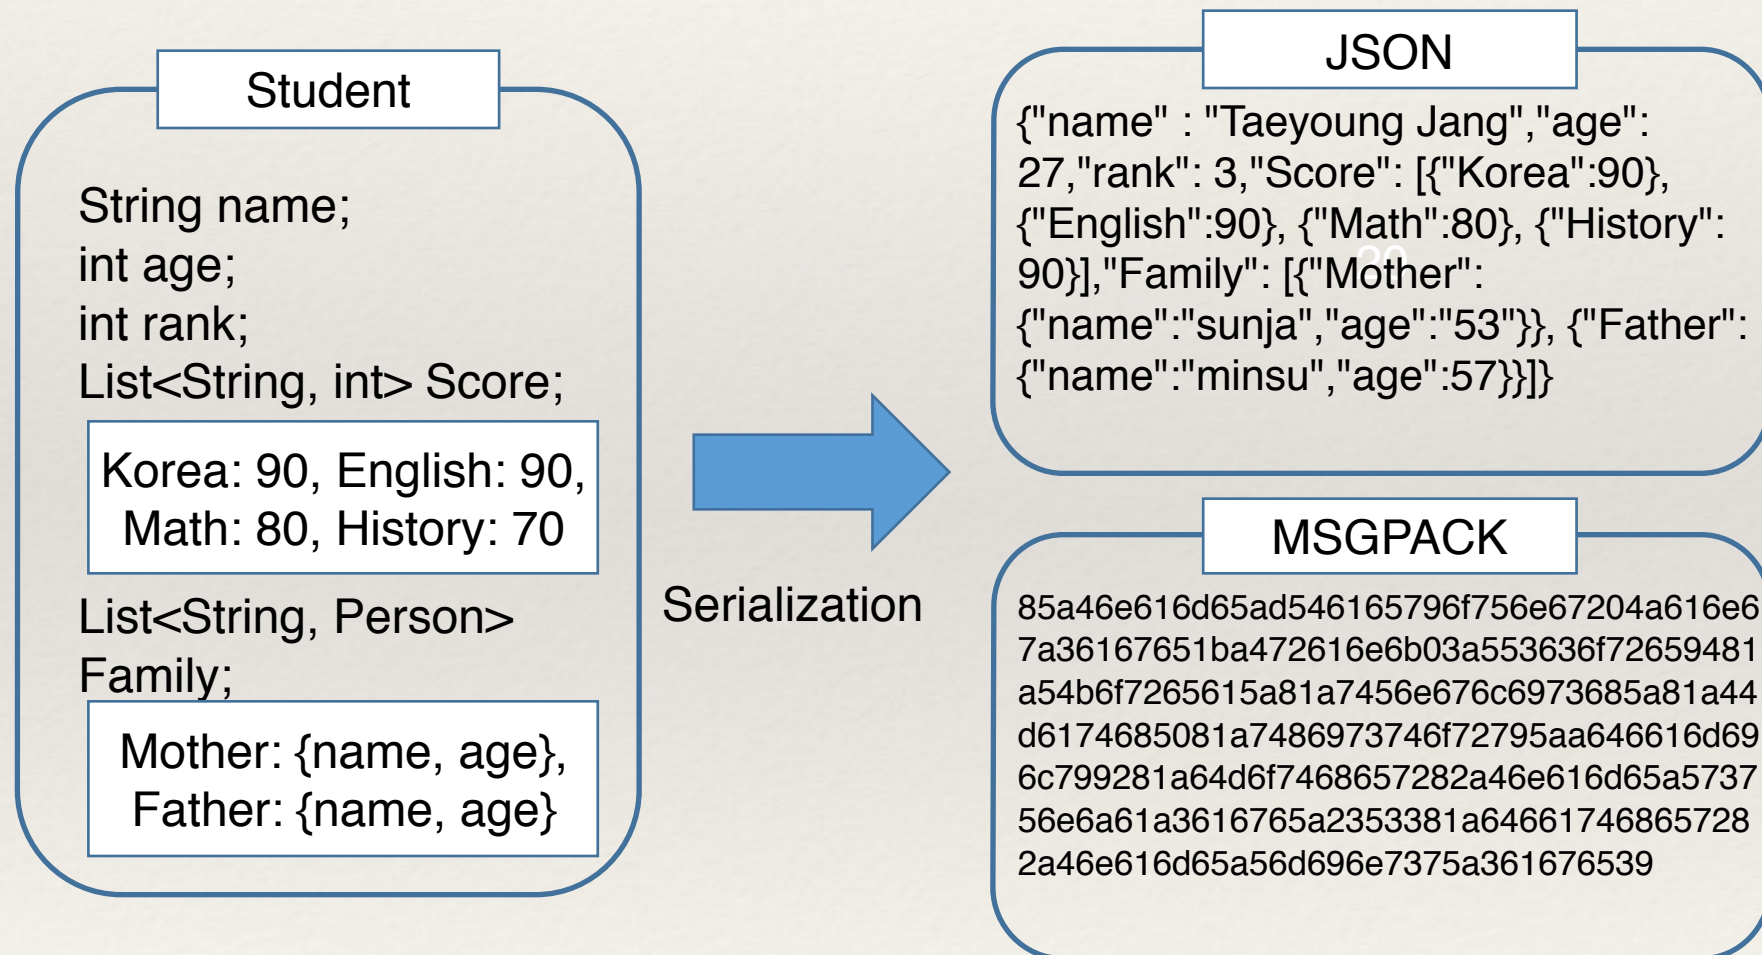 Student
String name;
int age;
int rank;
List<String, int> Score;
Korea: 90, English: 90,
Math: 80, History: 70
List<String, Person>
Family;
Mother: {name, age},
Father: {name, age}
Serialization
JSON
{"name" : "Taeyoung Jang","age":
27,"rank": 3,"Score": [{"Korea":90},
{"English":90}, {"Math":80}, {"History":
90}],"Family": [{"Mother":
{"name":"sunja","age":"53"}}, {"Father":
{"name":"minsu","age":57}}]}
20
MSGPACK
85a46e616d65ad546165796f756e67204a616e6
7a36167651ba472616e6b03a553636f72659481
a54b6f7265615a81a7456e676c6973685a81a44
d6174685081a7486973746f72795aa646616d69
6c799281a64d6f7468657282a46e616d65a5737
56e6a61a3616765a2353381a64661746865728
2a46e616d65a56d696e7375a361676539